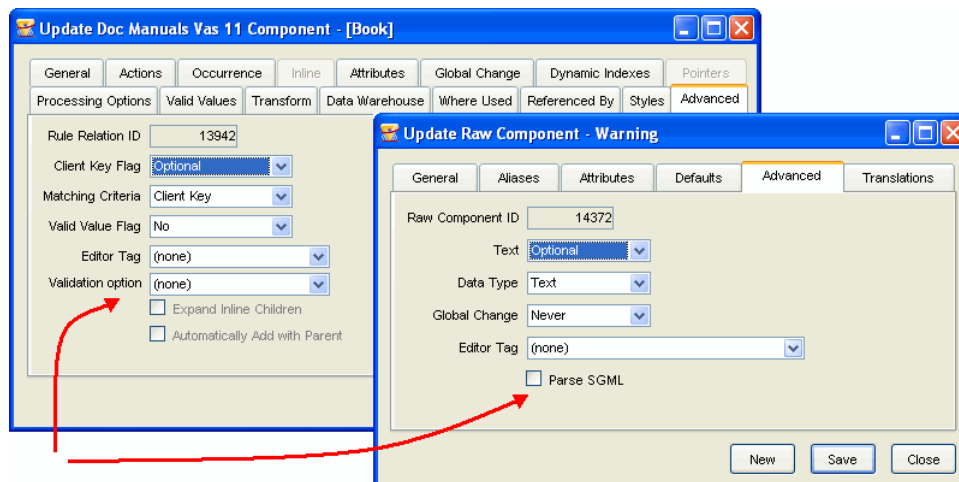 Update Doc Manuals Vas 11 Component - [Book]
General Actions Occurrence Inline Attributes Global Change Dynamic Indexes Pointers
Processing Options Valid Values Transform Data Warehouse Where Used Referenced By Styles Advanced
Rule Relation ID 13942
Client Key Flag Optional
Matching Criteria Client Key
Valid Value Flag No
Editor Tag (none)
Validation option (none)
Expand Inline Children
Automatically Add with Parent
Update Raw Component - Warning
General Aliases Attributes Defaults Advanced Translations
Raw Component ID 14372
Text Optional
Data Type Text
Global Change Never
Editor Tag (none)
Parse SGML
New Save Close